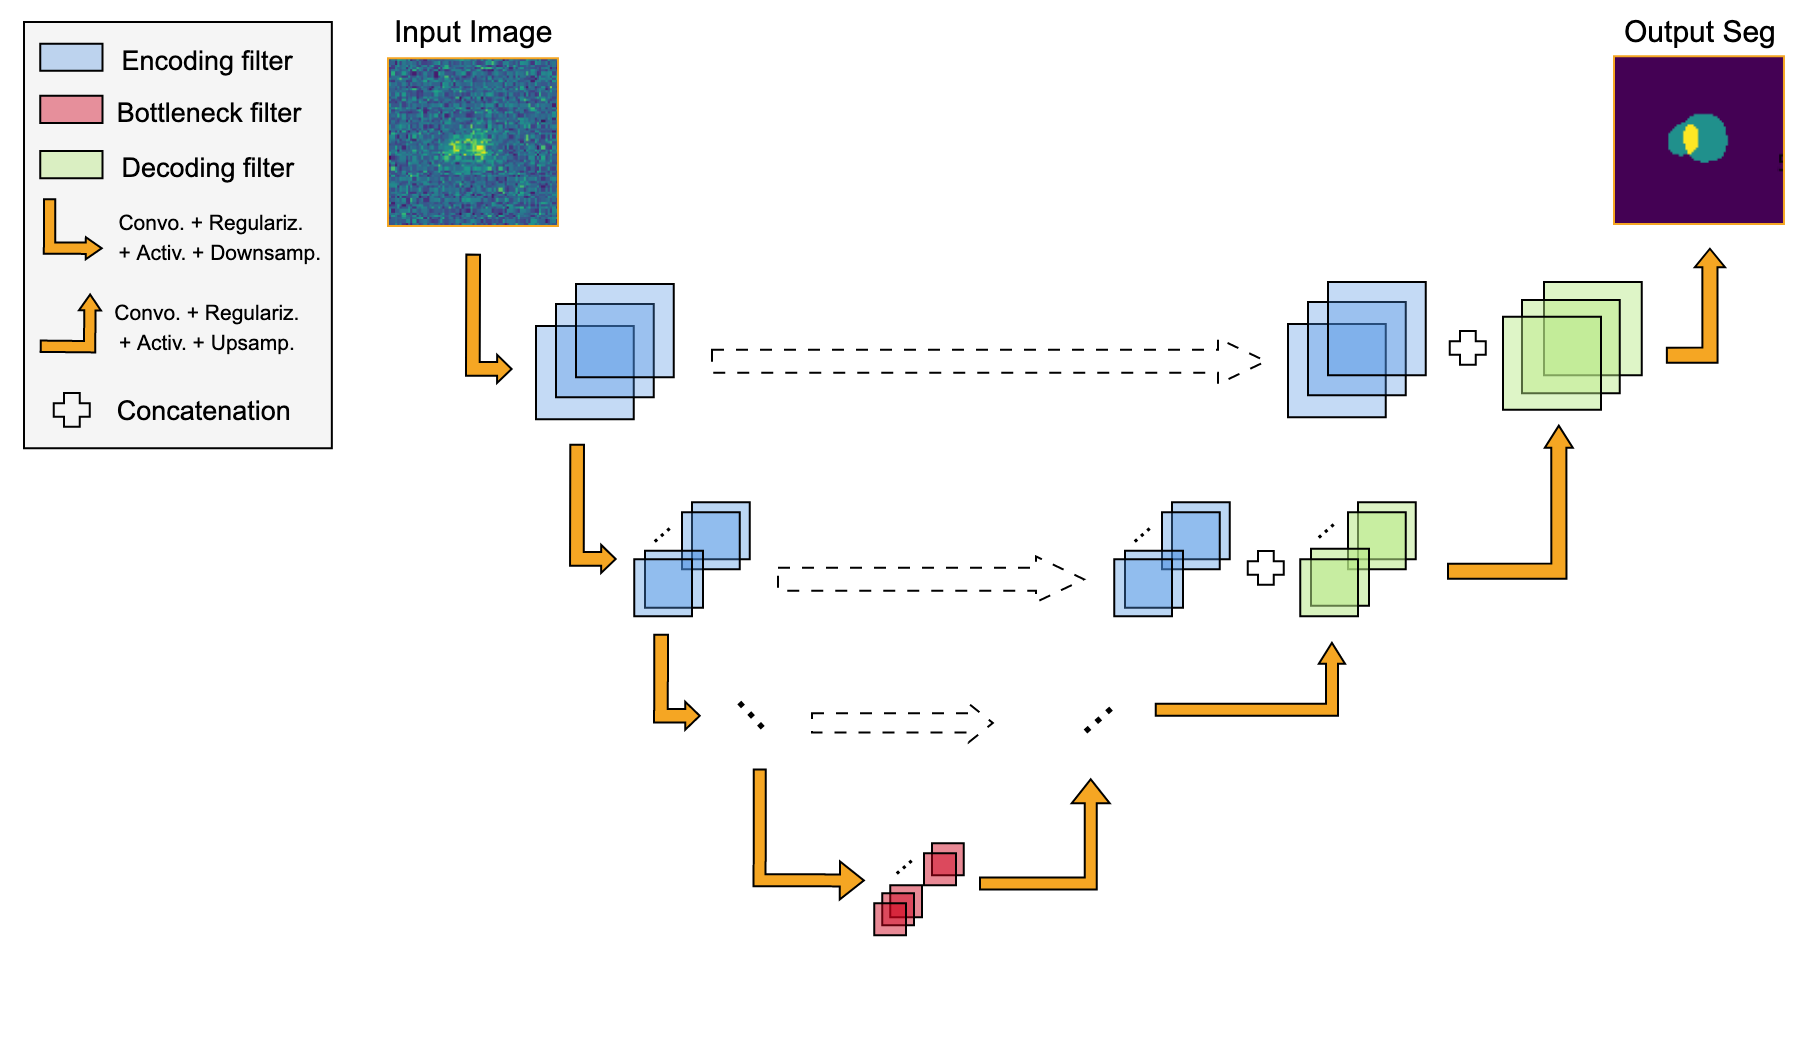 Input Image
Output Seg
Encoding filter
Bottleneck filter
Decoding filter
Convo. + Regulariz.
+ Activ. + Downsamp.
Convo. + Regulariz.
+ Activ. + Upsamp.
Concatenation